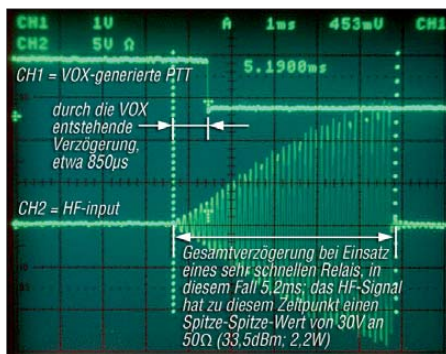 CH1 1V A 1ms 453mV CH1
CH2 5V Ω
CH1 = VOX-generierte PTT
5.1900ms
durch die VOX
entstehende
Verzögerung,
etwa 850µs
CH2 = HF-input
Gesamtverzögerung bei Einsatz
eines sehr schnellen Relais, in
diesem Fall 5,2ms; das HF-Signal
hat zu diesem Zeitpunkt einen
Spitze-Spitze-Wert von 30V an
50Ω (33,5dBm; 2,2W)